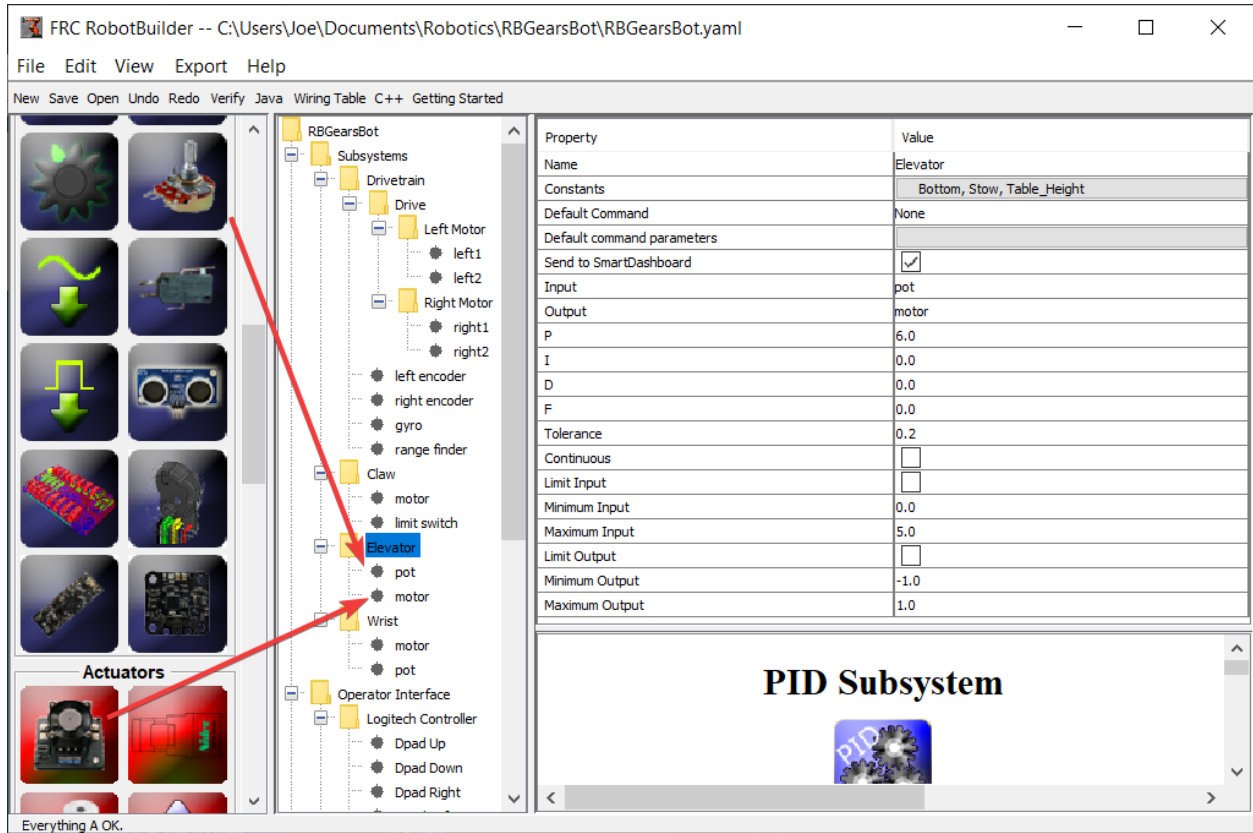 FRC RobotBuilder -- C:\Users\Joe\Documents\Robotics\RBGearsBot\RBGearsBot.yaml
File Edit View Export Help
New Save Open Undo Redo Verify Java Wiring Table C++ Getting Started
Actuators
RBGearsBot
Subsystems
Drivetrain
Drive
Left Motor
left1
left2
Right Motor
right1
right2
left encoder
right encoder
gyro
range finder
Claw
motor
limit switch
Elevator
pot
motor
Wrist
motor
pot
Operator Interface
Logitech Controller
Dpad Up
Dpad Down
Dpad Right
Property Value
Name Elevator
Constants Bottom, Stow, Table_Height
Default Command None
Default command parameters
Send to SmartDashboard
Input pot
Output motor
P 6.0
I 0.0
D 0.0
F 0.0
Tolerance 0.2
Continuous
Limit Input
Minimum Input 0.0
Maximum Input 5.0
Limit Output
Minimum Output -1.0
Maximum Output 1.0
PID Subsystem
PID
Everything A OK.